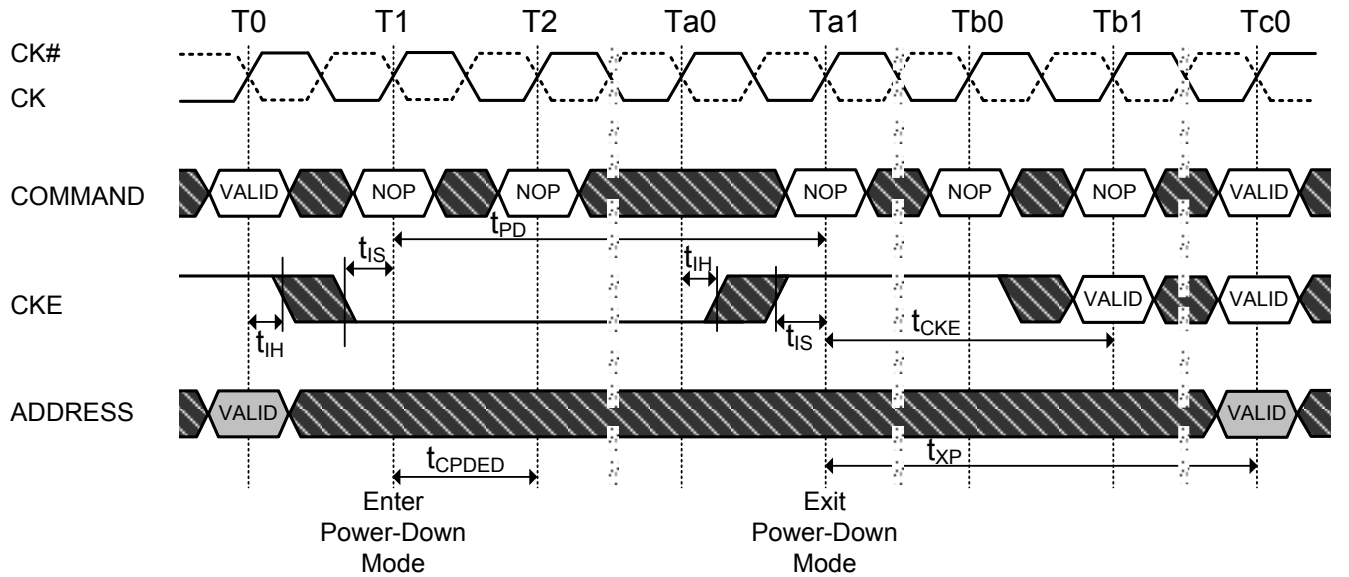 T0 T1 T2 Ta0 Ta1 Tb0 Tb1 Tc0
CK#
CK
COMMAND VALID NOP NOP NOP NOP NOP VALID
tPD
tIS tIH
CKE VALID VALID
tIH tIS tCKE
ADDRESS VALID VALID
tCPDED tXP
Enter Exit
Power-Down Power-Down
Mode Mode